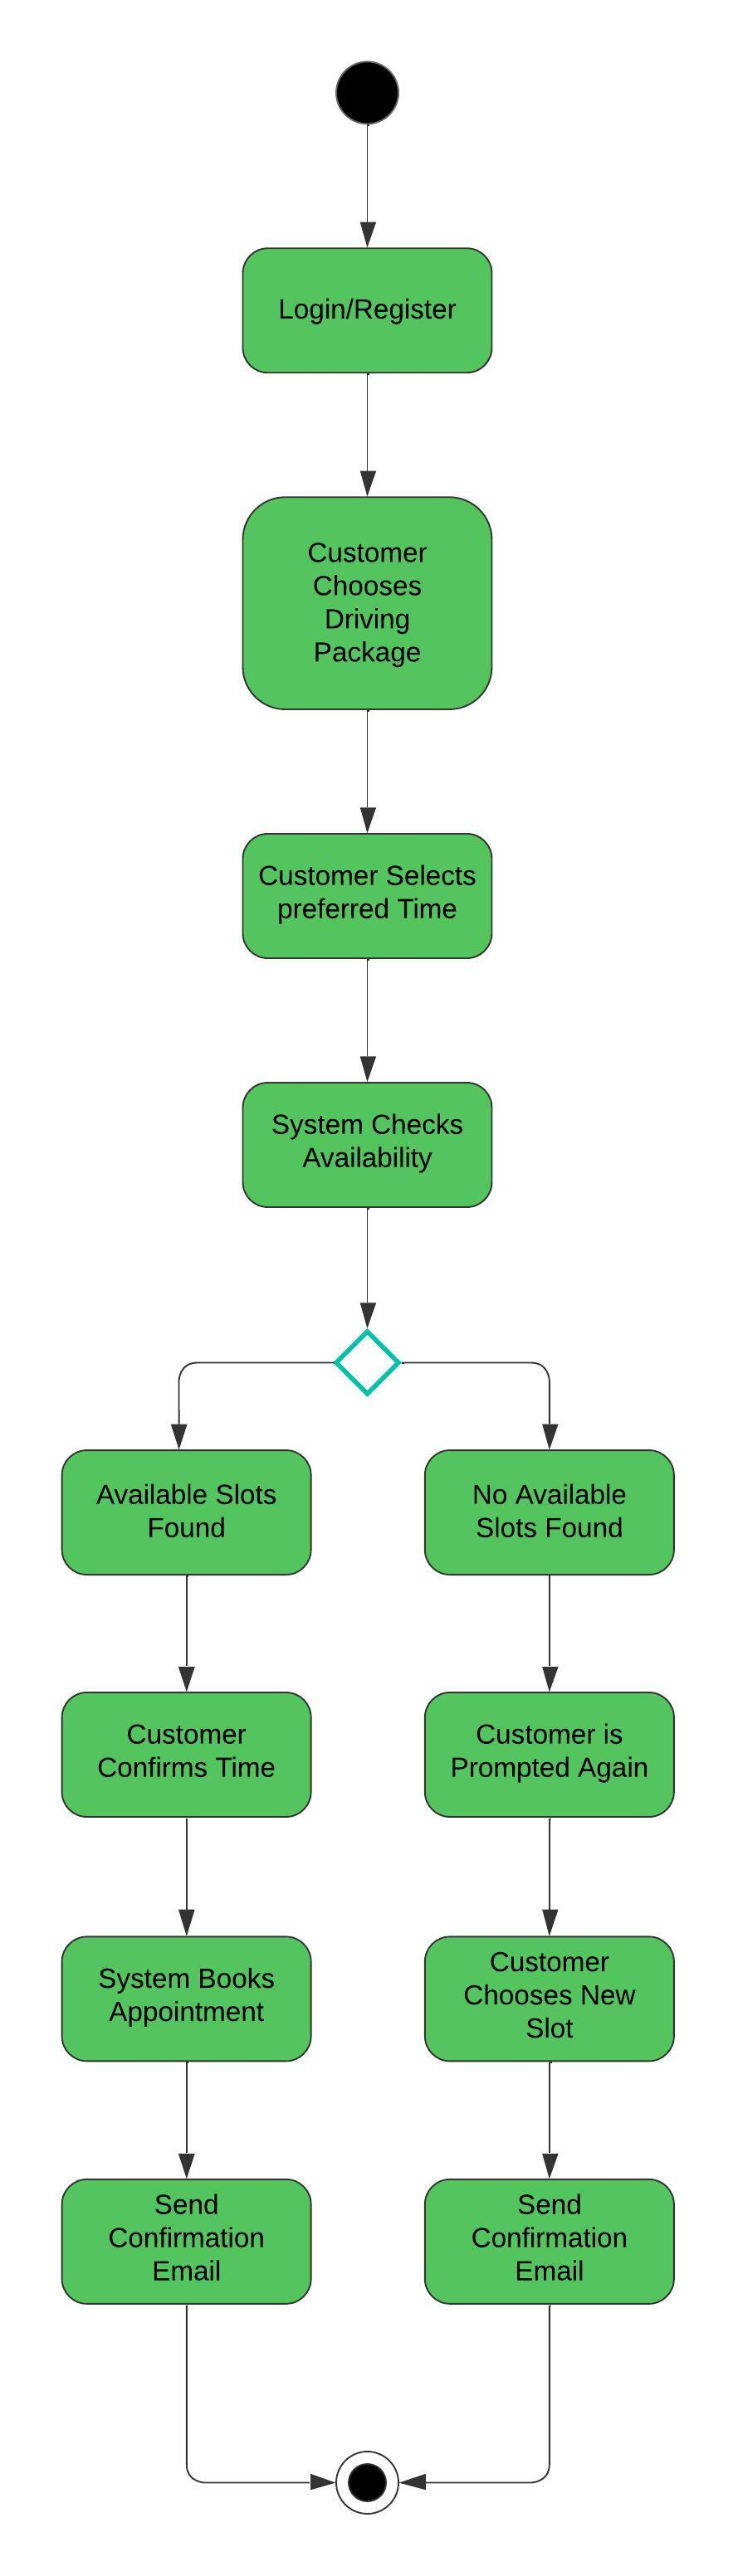 Login/Register
Customer
Chooses
Driving
Package
Customer Selects
preferred Time
System Checks
Availability
Available Slots
Found
No Available
Slots Found
Customer
Confirms Time
Customer is
Prompted Again
System Books
Appointment
Customer
Chooses New
Slot
Send
Confirmation
Email
Send
Confirmation
Email